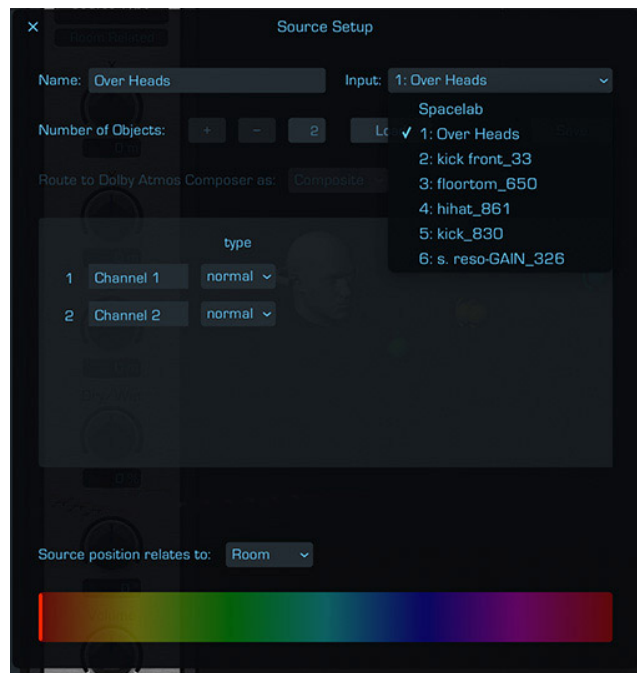 × Source Setup
Room Related
Name: Over Heads Input: 1: Over Heads
Spacelab
Number of Objects: + - 2 ✓ 1: Over Heads
2: kick front_33
Route to Dolby Atmos Composer as: Composite 3: floortom_650
4: hihat_861
type 5: kick_830
6: s. reso-GAIN_326
1 Channel 1 normal
2 Channel 2 normal
Source position relates to: Room